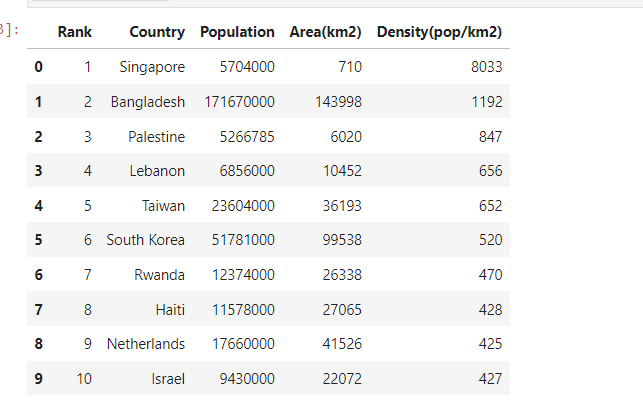 3]:
Rank Country Population Area(km2) Density(pop/km2)
0 1 Singapore 5704000 710 8033
1 2 Bangladesh 171670000 143998 1192
2 3 Palestine 5266785 6020 847
3 4 Lebanon 6856000 10452 656
4 5 Taiwan 23604000 36193 652
5 6 South Korea 51781000 99538 520
6 7 Rwanda 12374000 26338 470
7 8 Haiti 11578000 27065 428
8 9 Netherlands 17660000 41526 425
9 10 Israel 9430000 22072 427